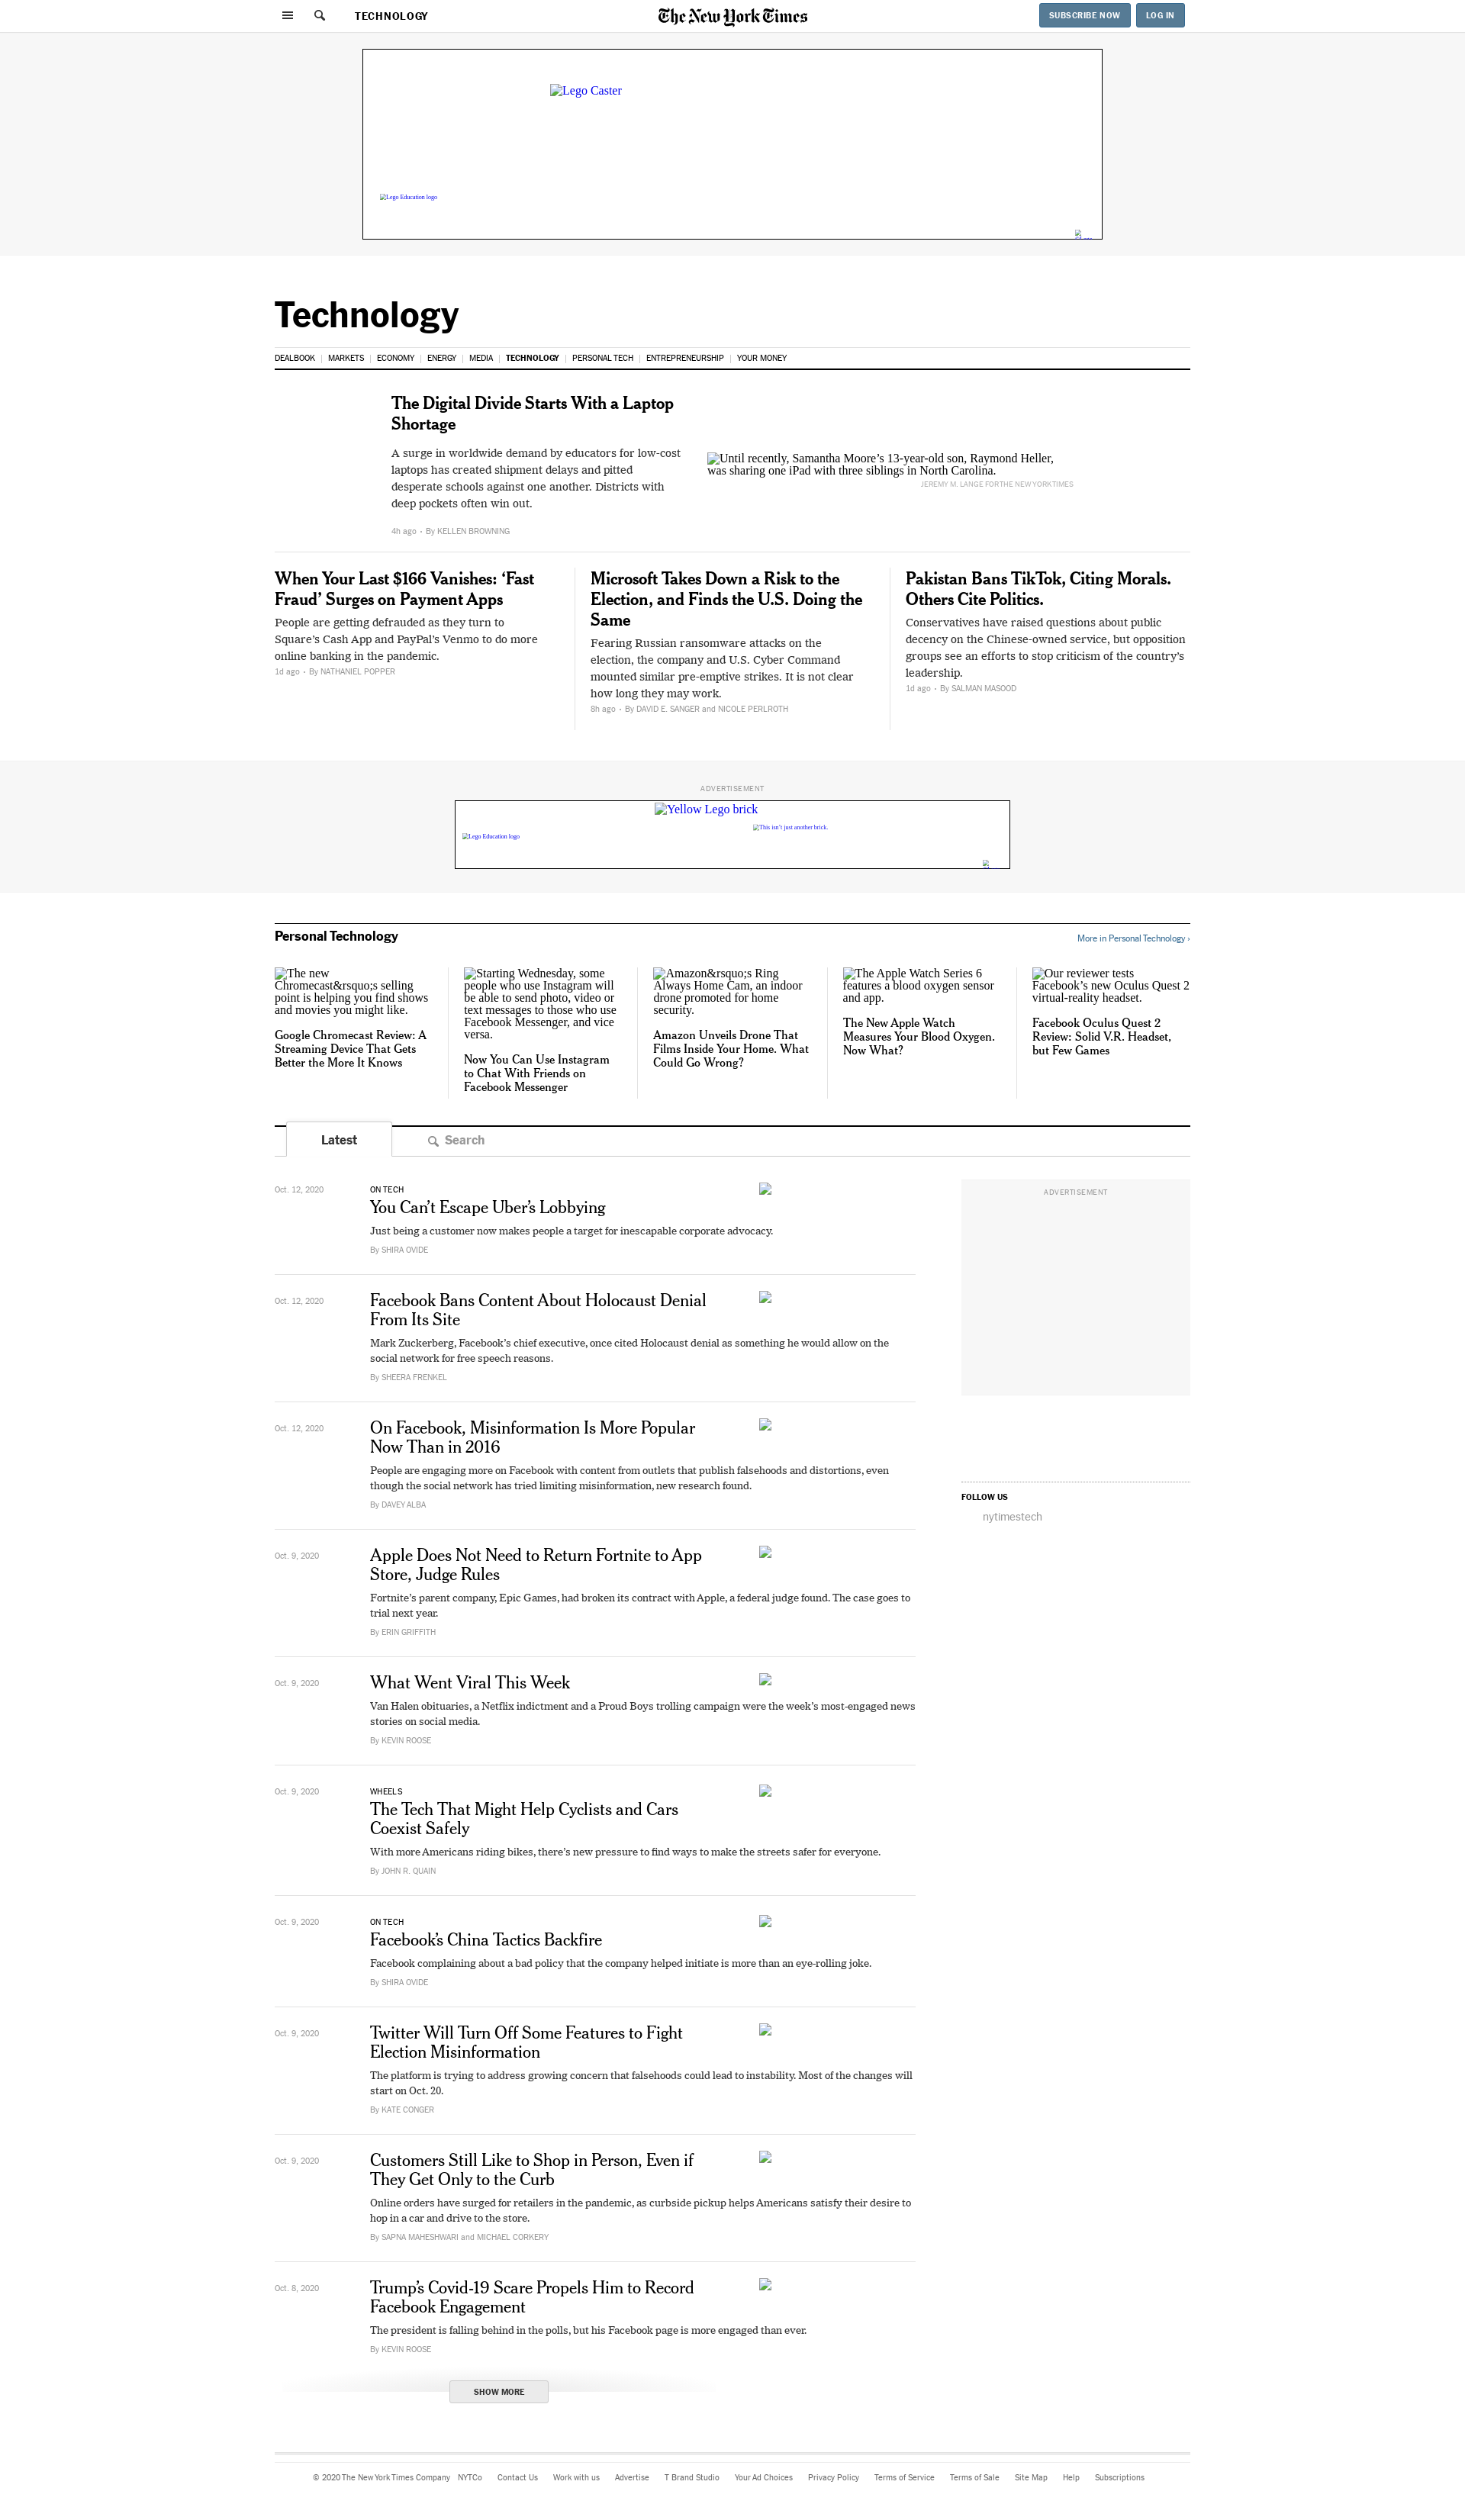 TECHNOLOGY
The New York Times
SUBSCRIBE NOW
LOG IN
Lego Caster
Lego Education logo
Technology
DEALBOOK
MARKETS
ECONOMY
ENERGY
MEDIA
TECHNOLOGY
PERSONAL TECH
ENTREPRENEURSHIP
YOUR MONEY
The Digital Divide Starts With a Laptop
Shortage
A surge in worldwide demand by educators for low-cost
laptops has created shipment delays and pitted
desperate schools against one another. Districts with
deep pockets often win out.
4h ago • By KELLEN BROWNING
Until recently, Samantha Moore’s 13-year-old son, Raymond Heller,
was sharing one iPad with three siblings in North Carolina.
JEREMY M. LANGE FOR THE NEW YORK TIMES
When Your Last $166 Vanishes: ‘Fast
Fraud’ Surges on Payment Apps
People are getting defrauded as they turn to
Square’s Cash App and PayPal’s Venmo to do more
online banking in the pandemic.
1d ago • By NATHANIEL POPPER
Microsoft Takes Down a Risk to the
Election, and Finds the U.S. Doing the
Same
Fearing Russian ransomware attacks on the
election, the company and U.S. Cyber Command
mounted similar pre-emptive strikes. It is not clear
how long they may work.
8h ago • By DAVID E. SANGER and NICOLE PERLROTH
Pakistan Bans TikTok, Citing Morals.
Others Cite Politics.
Conservatives have raised questions about public
decency on the Chinese-owned service, but opposition
groups see an efforts to stop criticism of the country’s
leadership.
1d ago • By SALMAN MASOOD
ADVERTISEMENT
Yellow Lego brick
This isn’t just another brick.
Lego Education logo
Personal Technology
More in Personal Technology ›
The new
Chromecast&rsquo;s selling
point is helping you find shows
and movies you might like.
Google Chromecast Review: A
Streaming Device That Gets
Better the More It Knows
Starting Wednesday, some
people who use Instagram will
be able to send photo, video or
text messages to those who use
Facebook Messenger, and vice
versa.
Now You Can Use Instagram
to Chat With Friends on
Facebook Messenger
Amazon&rsquo;s Ring
Always Home Cam, an indoor
drone promoted for home
security.
Amazon Unveils Drone That
Films Inside Your Home. What
Could Go Wrong?
The Apple Watch Series 6
features a blood oxygen sensor
and app.
The New Apple Watch
Measures Your Blood Oxygen.
Now What?
Our reviewer tests
Facebook’s new Oculus Quest 2
virtual-reality headset.
Facebook Oculus Quest 2
Review: Solid V.R. Headset,
but Few Games
Latest
Search
Oct. 12, 2020
ON TECH
You Can’t Escape Uber’s Lobbying
Just being a customer now makes people a target for inescapable corporate advocacy.
By SHIRA OVIDE
ADVERTISEMENT
Oct. 12, 2020
Facebook Bans Content About Holocaust Denial
From Its Site
Mark Zuckerberg, Facebook’s chief executive, once cited Holocaust denial as something he would allow on the
social network for free speech reasons.
By SHEERA FRENKEL
Oct. 12, 2020
On Facebook, Misinformation Is More Popular
Now Than in 2016
People are engaging more on Facebook with content from outlets that publish falsehoods and distortions, even
though the social network has tried limiting misinformation, new research found.
By DAVEY ALBA
FOLLOW US
nytimestech
Oct. 9, 2020
Apple Does Not Need to Return Fortnite to App
Store, Judge Rules
Fortnite’s parent company, Epic Games, had broken its contract with Apple, a federal judge found. The case goes to
trial next year.
By ERIN GRIFFITH
Oct. 9, 2020
What Went Viral This Week
Van Halen obituaries, a Netflix indictment and a Proud Boys trolling campaign were the week’s most-engaged news
stories on social media.
By KEVIN ROOSE
Oct. 9, 2020
WHEELS
The Tech That Might Help Cyclists and Cars
Coexist Safely
With more Americans riding bikes, there’s new pressure to find ways to make the streets safer for everyone.
By JOHN R. QUAIN
Oct. 9, 2020
ON TECH
Facebook’s China Tactics Backfire
Facebook complaining about a bad policy that the company helped initiate is more than an eye-rolling joke.
By SHIRA OVIDE
Oct. 9, 2020
Twitter Will Turn Off Some Features to Fight
Election Misinformation
The platform is trying to address growing concern that falsehoods could lead to instability. Most of the changes will
start on Oct. 20.
By KATE CONGER
Oct. 9, 2020
Customers Still Like to Shop in Person, Even if
They Get Only to the Curb
Online orders have surged for retailers in the pandemic, as curbside pickup helps Americans satisfy their desire to
hop in a car and drive to the store.
By SAPNA MAHESHWARI and MICHAEL CORKERY
Oct. 8, 2020
Trump’s Covid-19 Scare Propels Him to Record
Facebook Engagement
The president is falling behind in the polls, but his Facebook page is more engaged than ever.
By KEVIN ROOSE
SHOW MORE
© 2020 The New York Times Company
NYTCo
Contact Us
Work with us
Advertise
T Brand Studio
Your Ad Choices
Privacy Policy
Terms of Service
Terms of Sale
Site Map
Help
Subscriptions